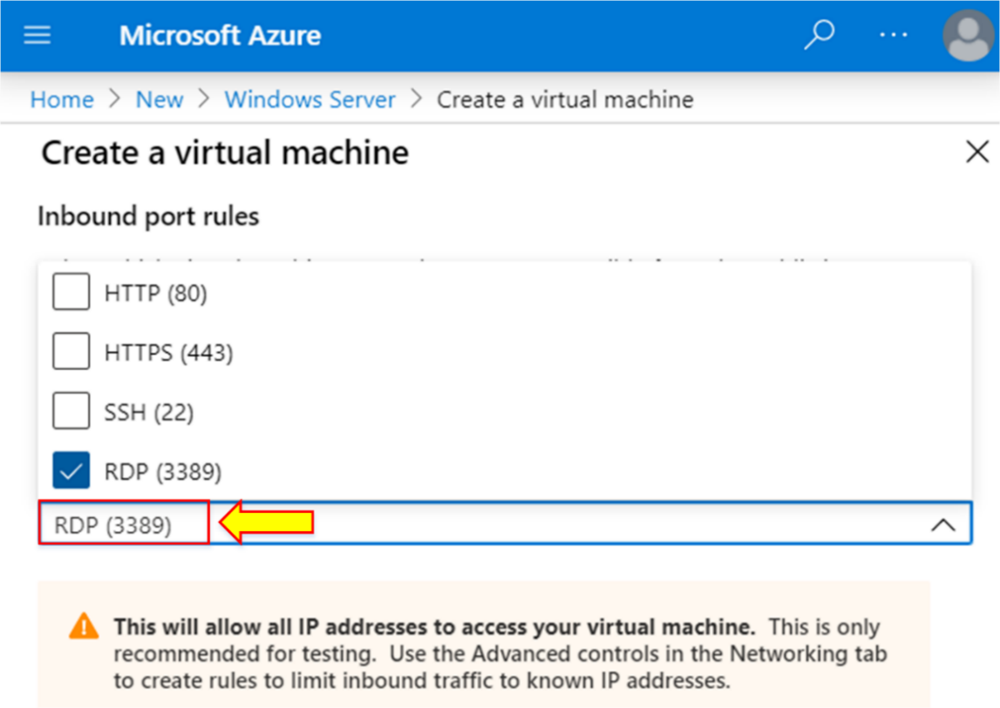 Microsoft Azure
Home > New > Windows Server > Create a virtual machine
Create a virtual machine
Inbound port rules
HTTP (80)
HTTPS (443)
SSH (22)
RDP (3389)
RDP (3389)
This will allow all IP addresses to access your virtual machine. This is only
recommended for testing. Use the Advanced controls in the Networking tab
to create rules to limit inbound traffic to known IP addresses.